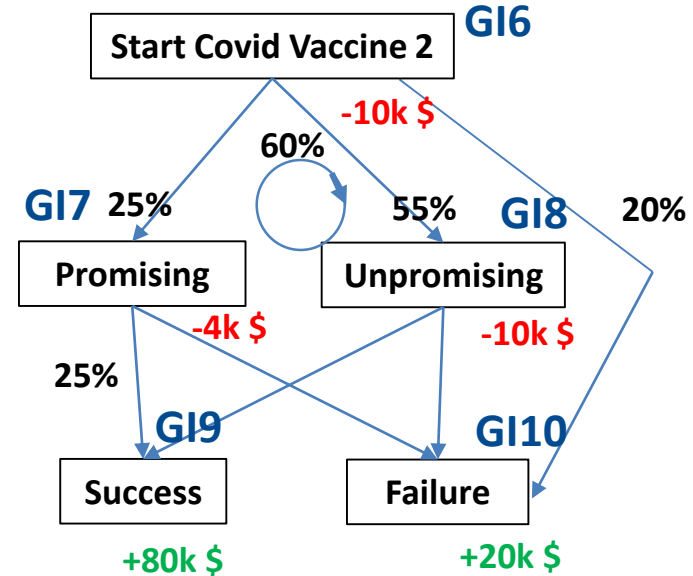 Start Covid Vaccine 2
GI6
-10k $
60%
GI7
25%
55%
GI8
20%
Promising
Unpromising
-4k $
-10k $
25%
GI9
GI10
Success
Failure
+80k $
+20k $